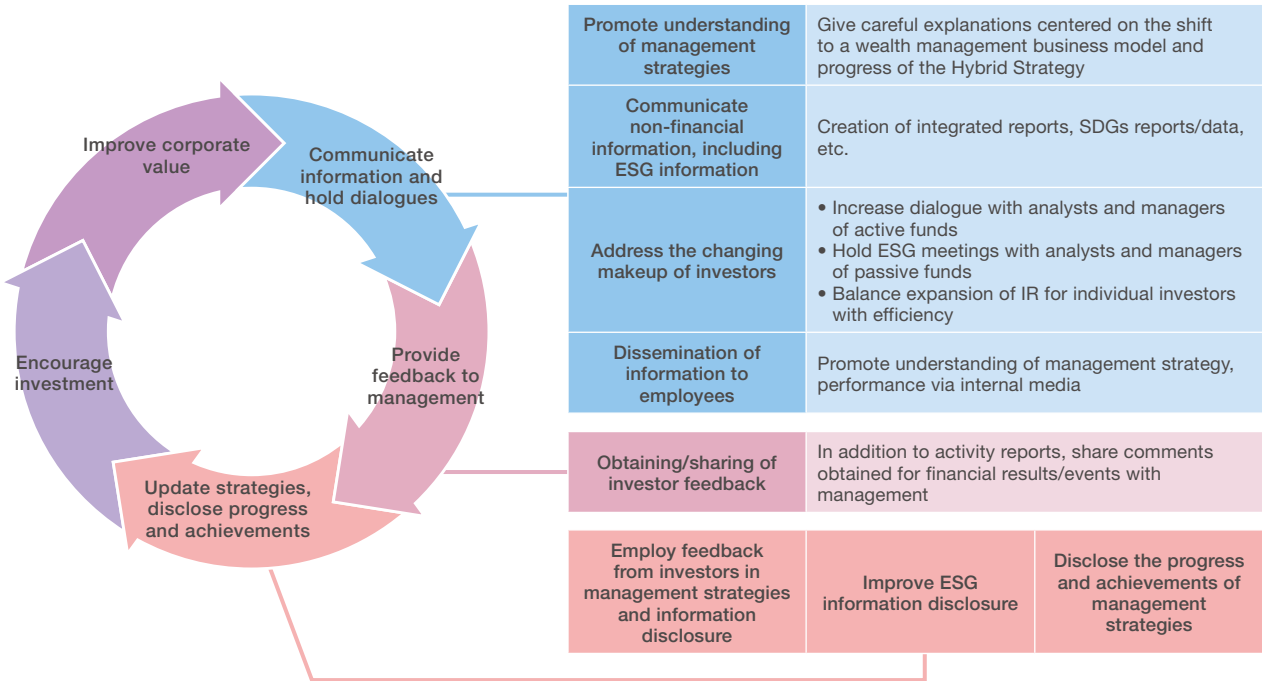 Improve corporate
value
Communicate
information and
hold dialogues
Provide
feedback to
management
Update strategies,
disclose progress
and achievements
Encourage
investment
Promote understanding
of management
strategies
Give careful explanations centered on the shift
to a wealth management business model and
progress of the Hybrid Strategy
Communicate
non-financial
information, including
ESG information
Creation of integrated reports, SDGs reports/data,
etc.
Address the changing
makeup of investors
• Increase dialogue with analysts and managers
of active funds
• Hold ESG meetings with analysts and managers
of passive funds
• Balance expansion of IR for individual investors
with efficiency
Dissemination of
information to
employees
Promote understanding of management strategy,
performance via internal media
Obtaining/sharing of
investor feedback
In addition to activity reports, share comments
obtained for financial results/events with
management
Employ feedback
from investors in
management strategies
and information
disclosure
Improve ESG
information disclosure
Disclose the progress
and achievements of
management
strategies